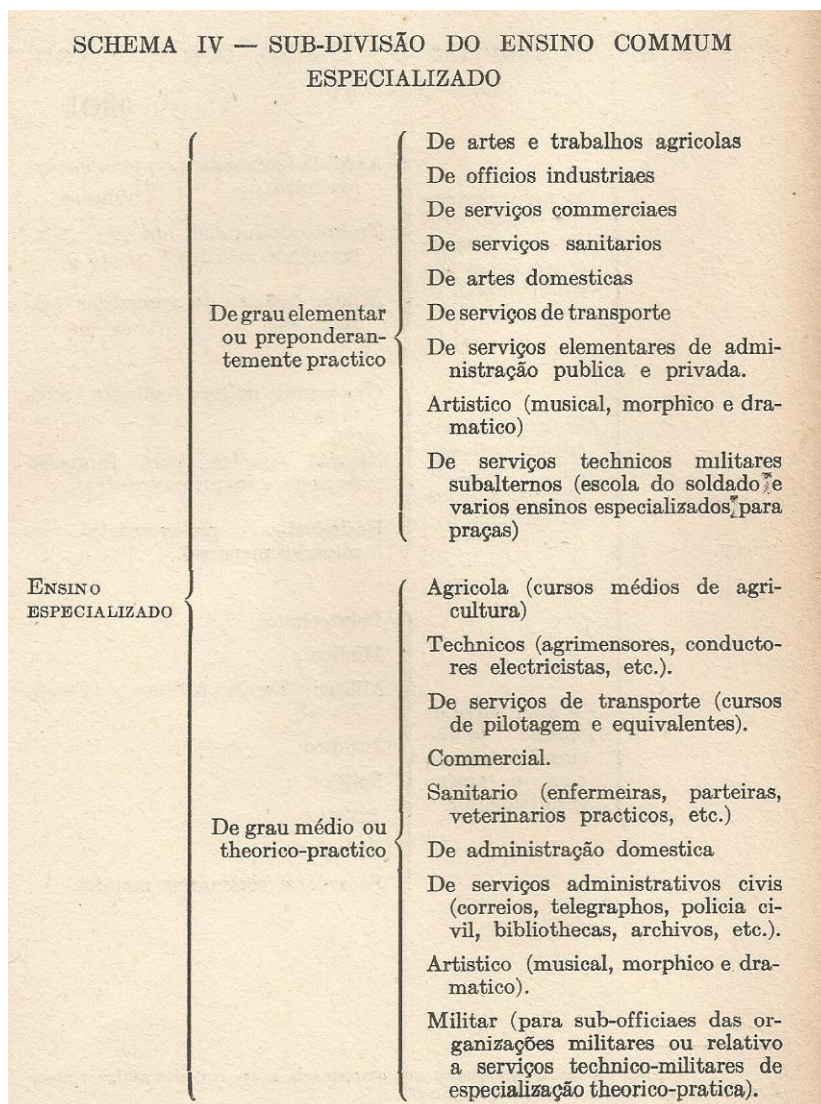 SCHEMA IV — SUB-DIVISÃO DO ENSINO COMMUM
ESPECIALIZADO
ENSINO
ESPECIALIZADO
De grau elementar
ou preponderan-
temente practico
De artes e trabalhos agricolas
De officios industriaes
De serviços commerciaes
De serviços sanitarios
De artes domesticas
De serviços de transporte
De serviços elementares de admi-
nistração publica e privada.
Artistico (musical, morphico e dra-
matico)
De serviços technicos militares
subalternos (escola do soldado e
varios ensinos especializados para
praças)
De grau médio ou
theorico-practico
Agricola (cursos médios de agri-
cultura)
Technicos (agrimensores, conducto-
res electricistas, etc.).
De serviços de transporte (cursos
de pilotagem e equivalentes).
Commercial.
Sanitario (enfermeiras, parteiras,
veterinarios practicos, etc.)
De administração domestica
De serviços administrativos civis
(correios, telegraphos, policia ci-
vil, bibliothecas, archivos, etc.).
Artistico (musical, morphico e dra-
matico).
Militar (para sub-officiaes das or-
ganizações militares ou relativo
a serviços technico-militares de
especialização theorico-pratica).